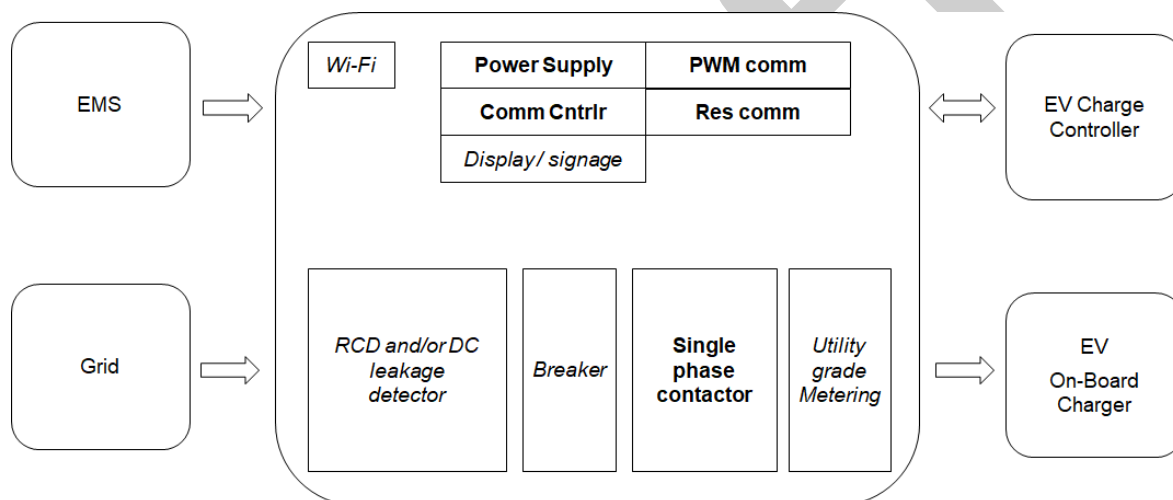 EMS
Wi-Fi
Power Supply
PWM comm
Comm Cntrlr
Res comm
Display / signage
EV Charge
Controller
Grid
RCD and/or DC
leakage
detector
Breaker
Single
phase
contactor
Utility
grade
Metering
EV
On-Board
Charger